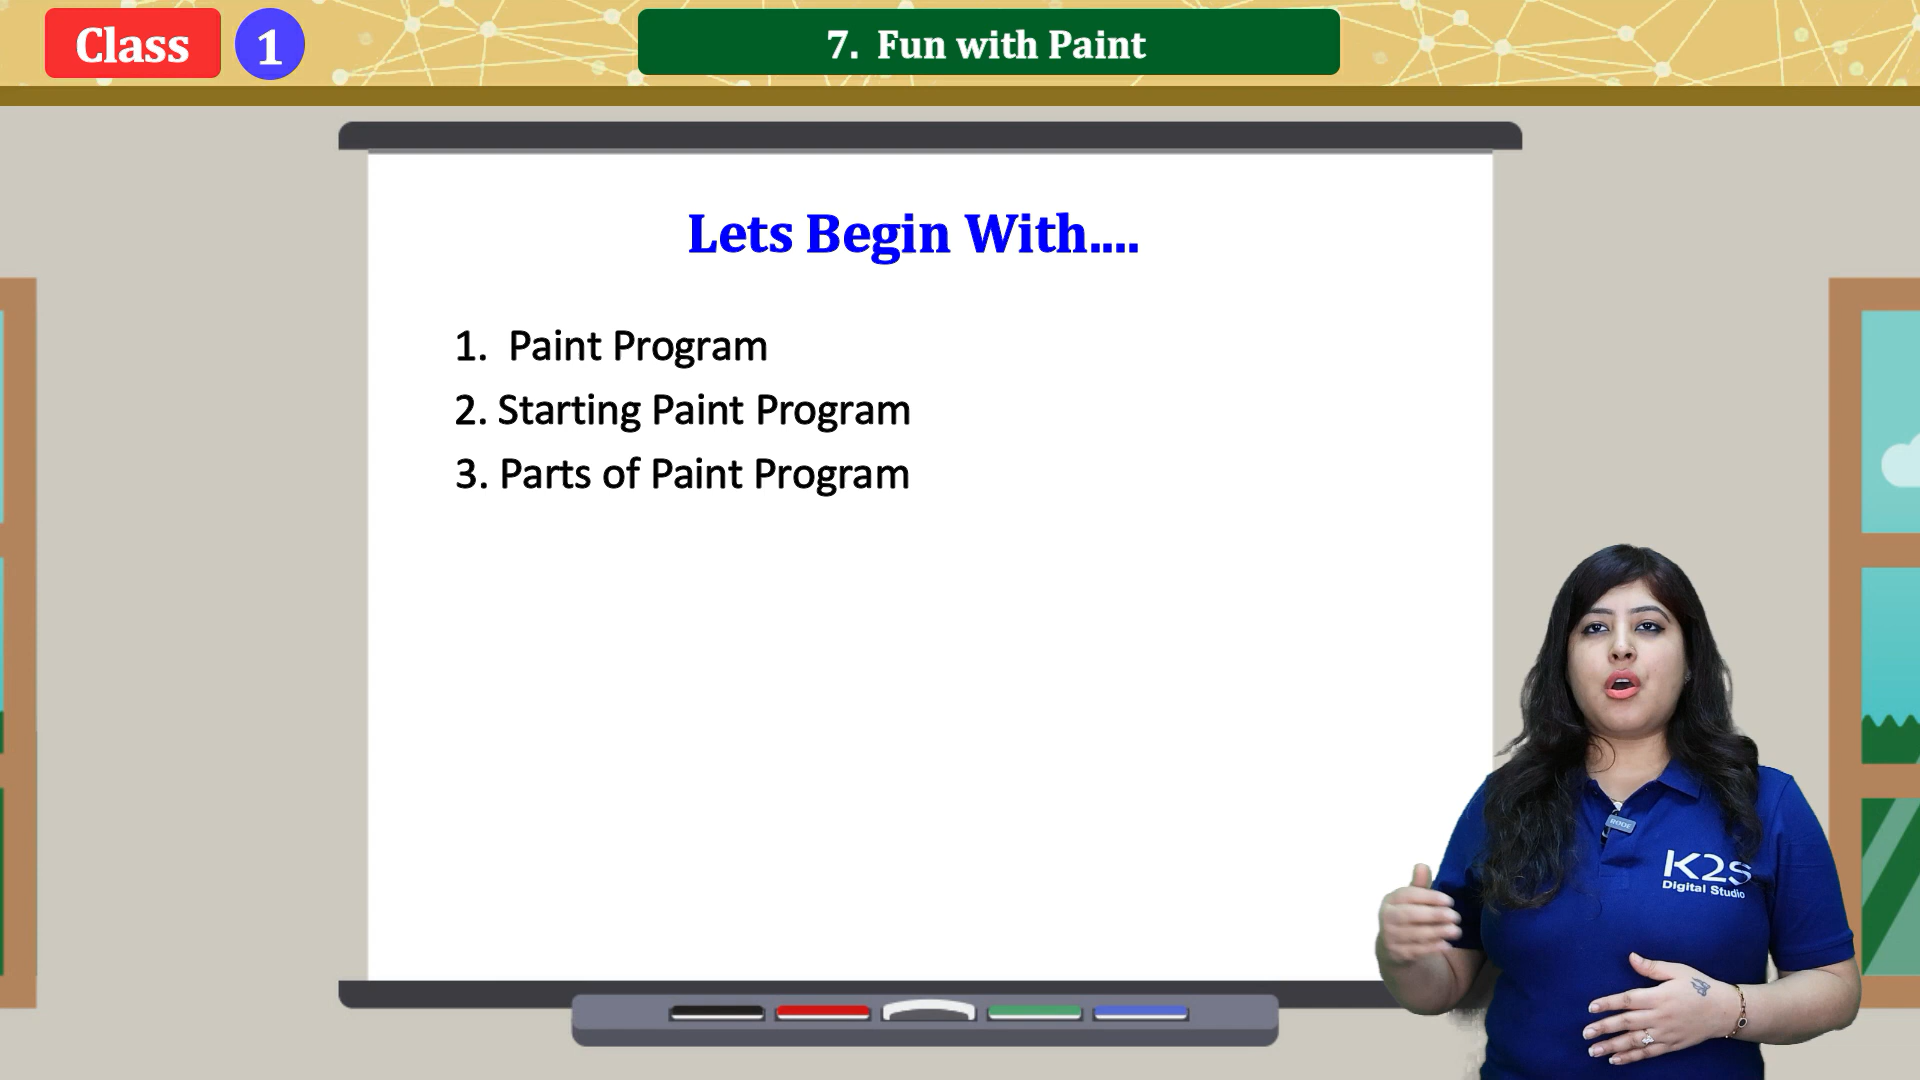 Class 1
7. Fun with Paint
Lets Begin With....
1. Paint Program
2. Starting Paint Program
3. Parts of Paint Program
RODE
K2S
Digital Studio